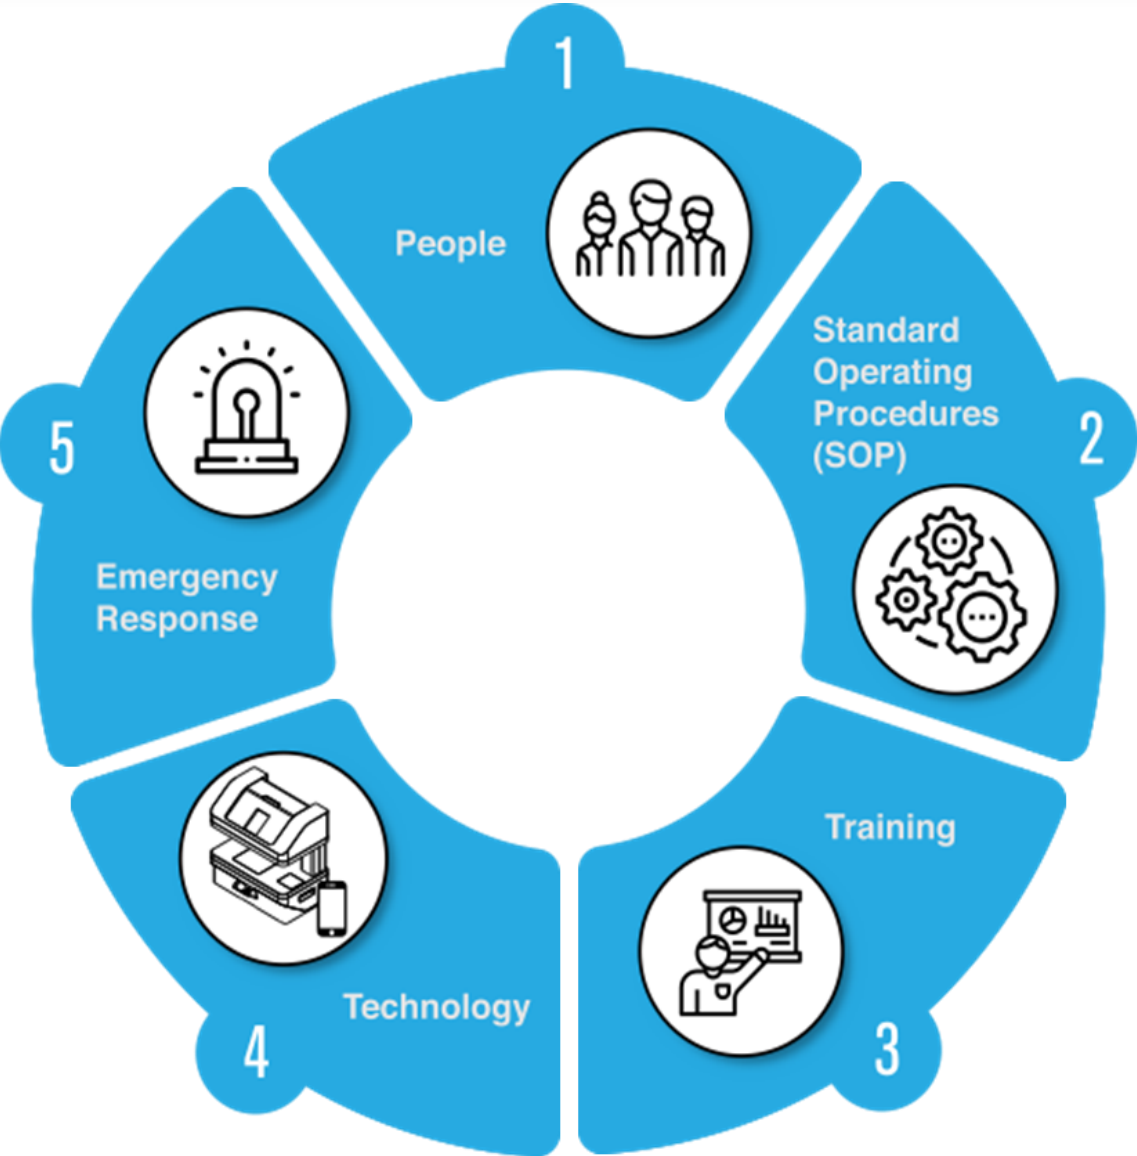 1
People
Standard
Operating
Procedures
(SOP)
2
Training
3
4
Technology
5
Emergency
Response